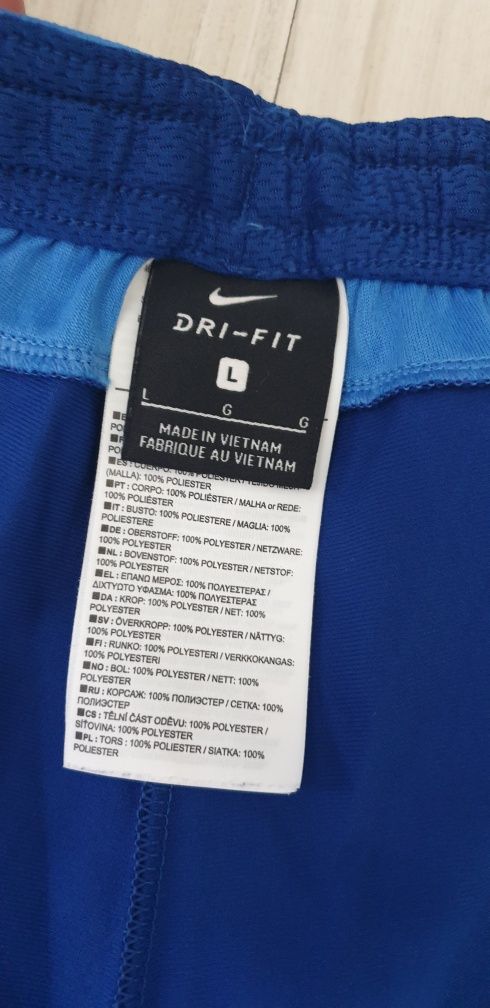 DRI-FIT
L
L G G
MADE IN VIETNAM
FABRIQUE AU VIETNAM
(MALLA): 100% POLIESTER
PT : CORPO: 100% POLIÉSTER / MALHA or REDE:
100% POLIÉSTER
IT : BUSTO: 100% POLIESTERE / MAGLIA: 100%
POLIESTERE
DE : OBERSTOFF: 100% POLYESTER / NETZWARE:
100% POLYESTER
NL : BOVENSTOF: 100% POLYESTER / NETSTOF:
100% POLYESTER
EL : ΕΠΑΝΩ ΜΕΡΟΣ: 100% ΠΟΛΥΕΣΤΕΡΑΣ /
ΔΙΧΤΥΩΤΟ ΥΦΑΣΜΑ: 100% ΠΟΛΥΕΣΤΕΡΑΣ
DA : KROP: 100% POLYESTER / NET: 100%
POLYESTER
SV : ÖVERKROPP: 100% POLYESTER / NÄTTYG:
100% POLYESTER
FI : RUNKO: 100% POLYESTERI / VERKKOKANGAS:
100% POLYESTERI
NO : BOL: 100% POLYESTER / NETT: 100%
POLYESTER
RU : КОРСАЖ: 100% ПОЛИЭСТЕР / СЕТКА: 100%
ПОЛИЭСТЕР
CS : TĚLNÍ ČÁST ODĚVU: 100% POLYESTER /
SÍŤOVINA: 100% POLYESTER
PL : TORS : 100% POLIESTER / SIATKA: 100%
POLIESTER